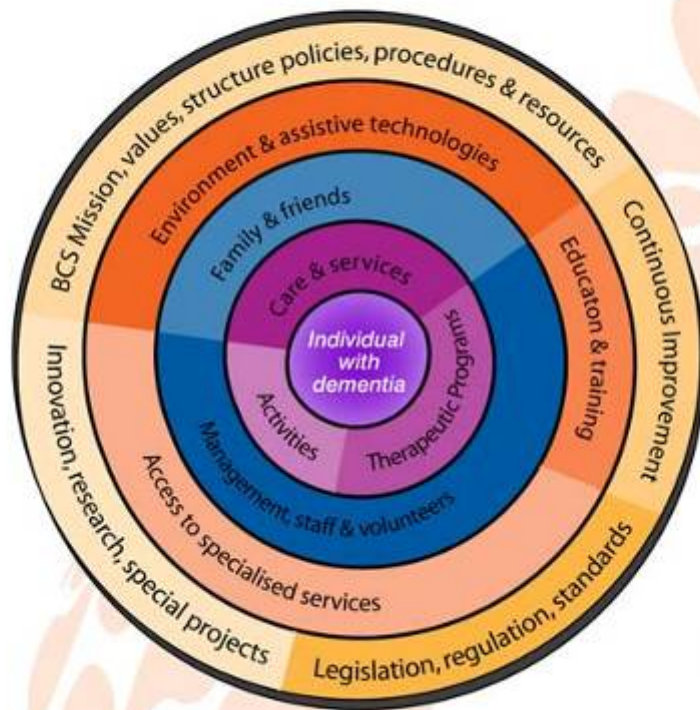 BCS Mission, values, structure policies, procedures & resources
Continuous Improvement
Legislation, regulation, standards
Innovation, research, special projects
Environment & assistive technologies
Educaton & training
Access to specialised services
Family & friends
Management, staff & volunteers
Care & services
Therapeutic Programs
Activities
Individual
with
dementia